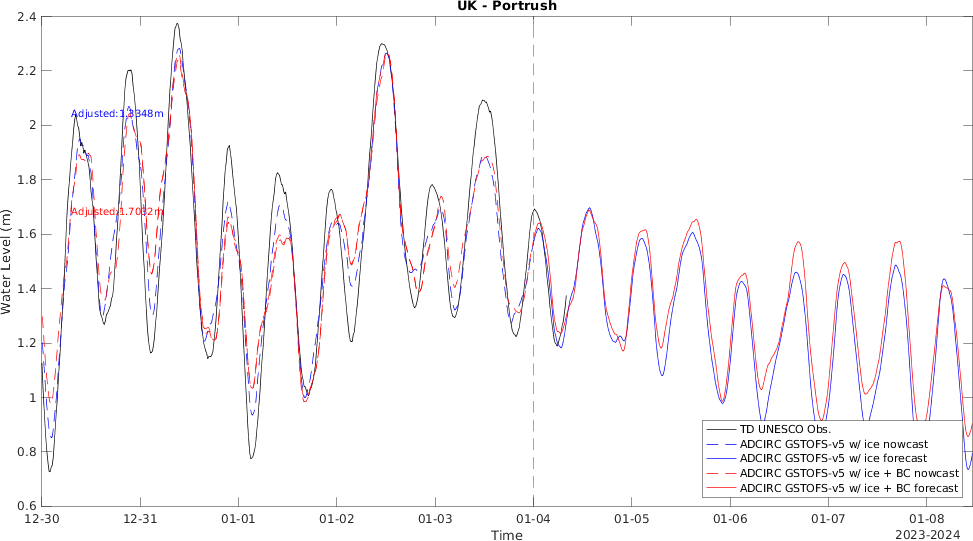 UK - Portrush
2.4
2.2
2
1.8
1.6
1.4
1.2
1
0.8
0.6
Water Level (m)
Adjusted:1.3348m
Adjusted:1.7032m
12-30
12-31
01-01
01-02
01-03
01-04
01-05
01-06
01-07
01-08
Time
2023-2024
TD UNESCO Obs.
ADCIRC GSTOFS-v5 w/ ice nowcast
ADCIRC GSTOFS-v5 w/ ice forecast
ADCIRC GSTOFS-v5 w/ ice + BC nowcast
ADCIRC GSTOFS-v5 w/ ice + BC forecast